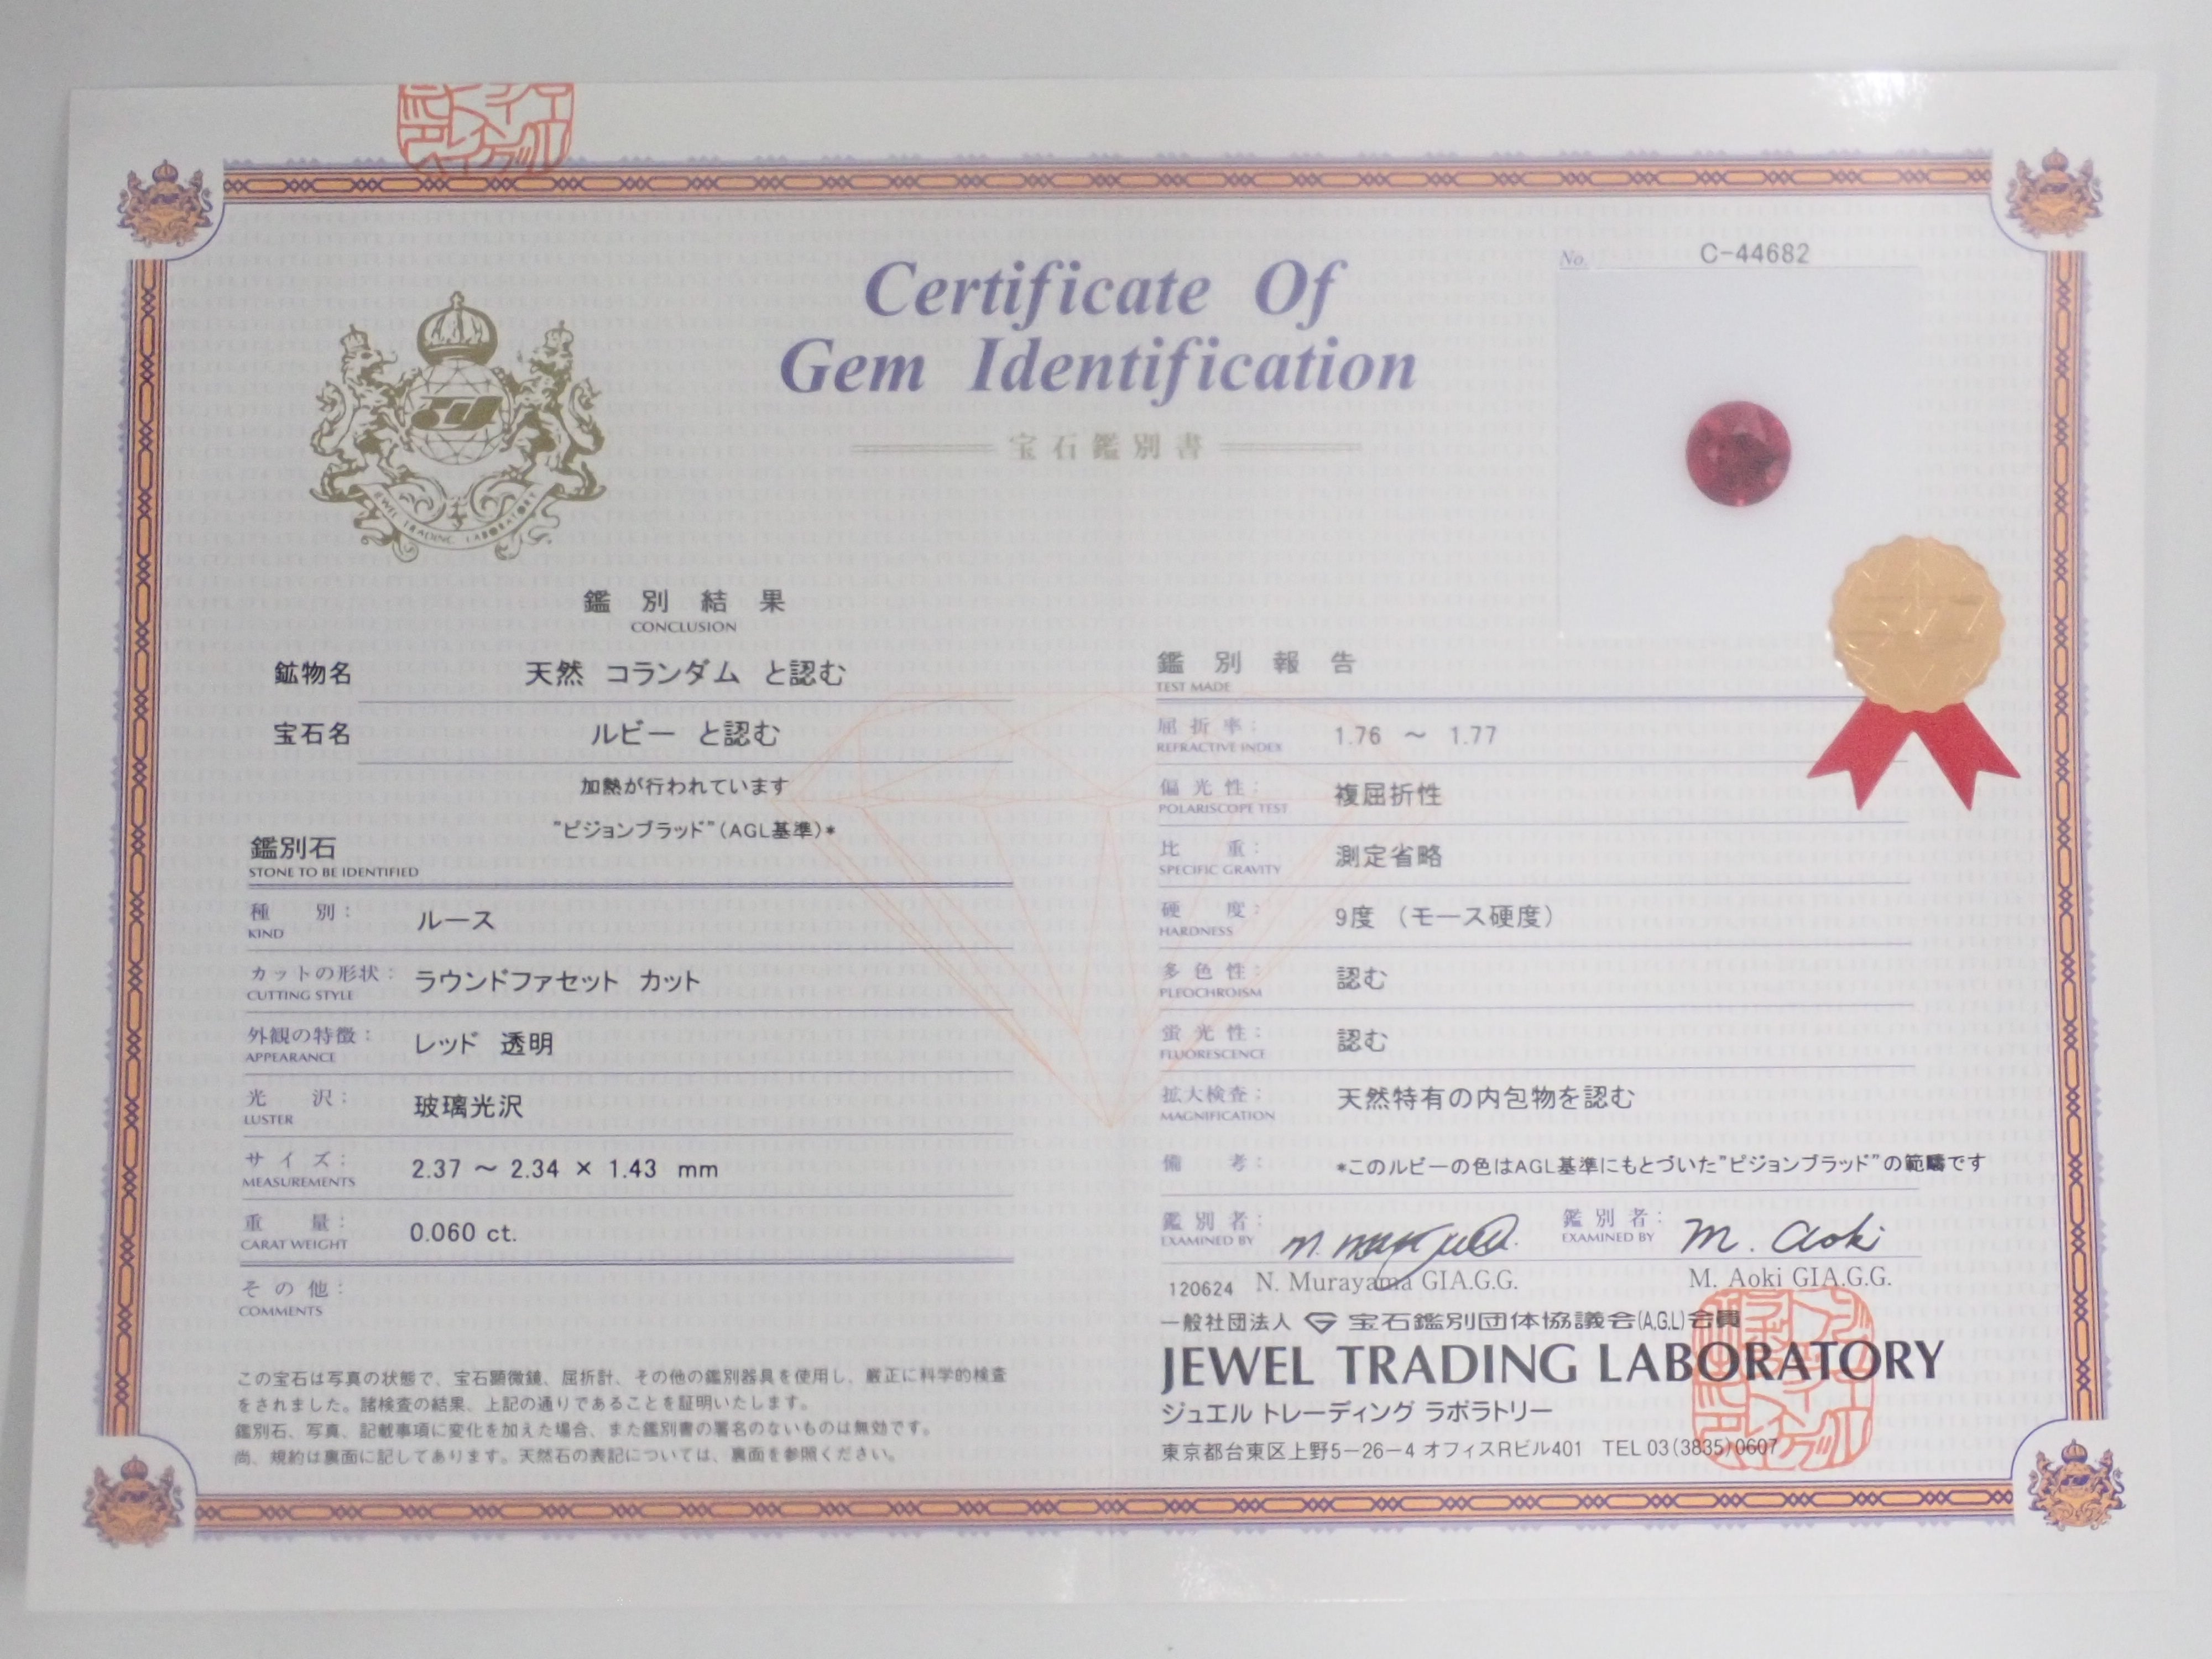 No. C-44682
Certificate Of
Gem Identification
宝石鑑別書
JEWEL TRADING LABORATORY
鑑別結果
CONCLUSION
鉱物名 天然 コランダム と認む
宝石名 ルビー と認む
加熱が行われています
"ピジョンブラッド"(AGL基準)*
鑑別石
STONE TO BE IDENTIFIED
種別: ルース
KIND
カットの形状: ラウンドファセット カット
CUTTING STYLE
外観の特徴: レッド 透明
APPEARANCE
光沢: 玻璃光沢
LUSTER
サイズ: 2.37 ～ 2.34 × 1.43 mm
MEASUREMENTS
重量: 0.060 ct.
CARAT WEIGHT
その他:
COMMENTS
この宝石は写真の状態で、宝石顕微鏡、屈折計、その他の鑑別器具を使用し、厳正に科学的検査
をされました。諸検査の結果、上記の通りであることを証明いたします。
鑑別石、写真、記載事項に変化を加えた場合、また鑑別書の署名のないものは無効です。
尚、規約は裏面に記してあります。天然石の表記については、裏面を参照ください。
鑑別報告
TEST MADE
屈折率: 1.76 ～ 1.77
REFRACTIVE INDEX
偏光性: 複屈折性
POLARISCOPE TEST
比重: 測定省略
SPECIFIC GRAVITY
硬度: 9度 (モース硬度)
HARDNESS
多色性: 認む
PLEOCHROISM
蛍光性: 認む
FLUORESCENCE
拡大検査: 天然特有の内包物を認む
MAGNIFICATION
備考: *このルビーの色はAGL基準にもとづいた"ピジョンブラッド"の範疇です
鑑別者: 鑑別者: M. Aoki
EXAMINED BY EXAMINED BY
120624 N. Murayama GIA.G.G. M. Aoki GIA.G.G.
一般社団法人 宝石鑑別団体協議会(A.G.L)会員
JEWEL TRADING LABORATORY
ジュエル トレーディング ラボラトリー
東京都台東区上野5－26－4 オフィスRビル401 TEL 03(3835)0607